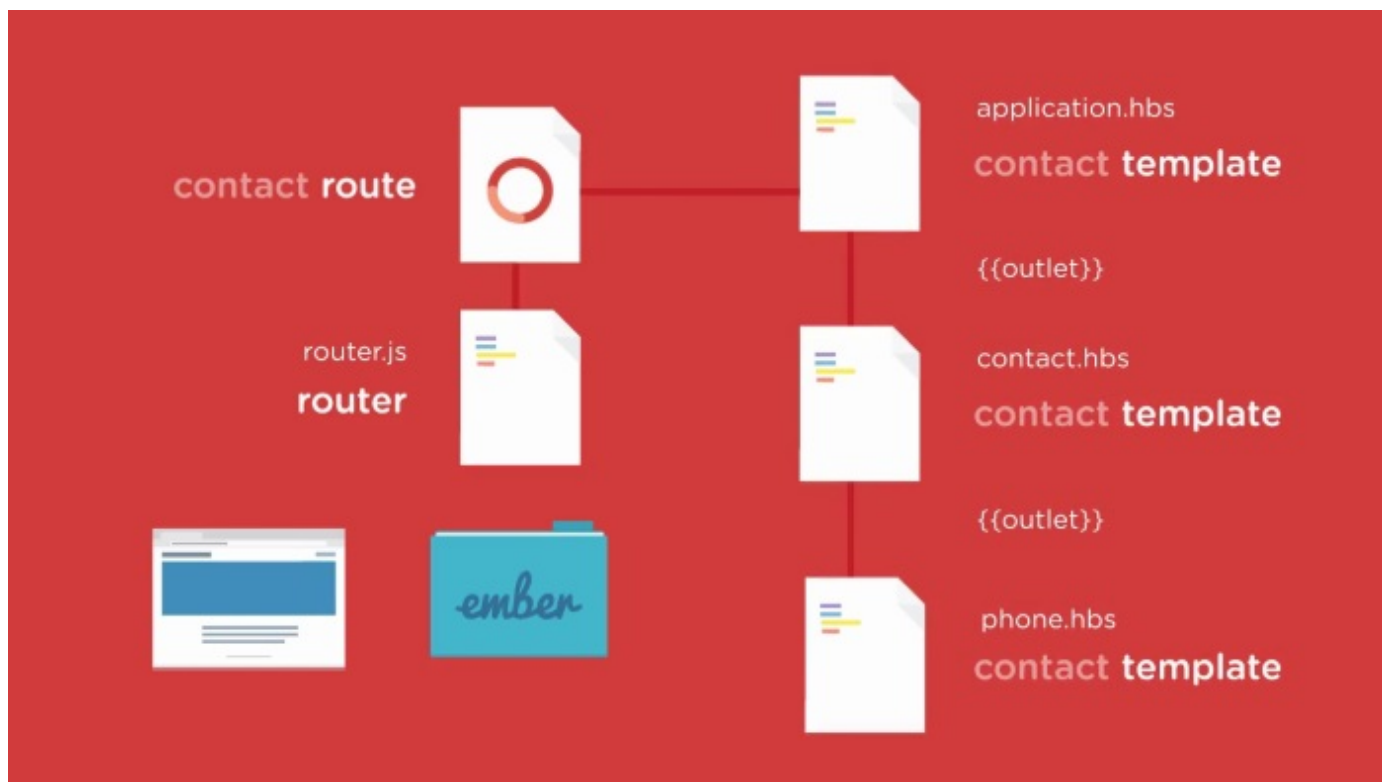 contact route
router.js
router
ember
application.hbs
contact template
{{outlet}}
contact.hbs
contact template
{{outlet}}
phone.hbs
contact template